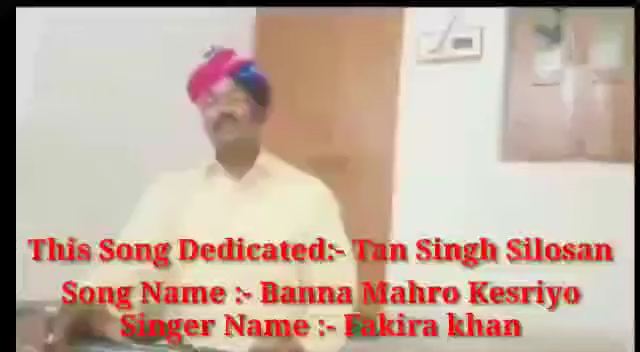 This Song Dedicated:- Tan Singh Silosan
Song Name :- Banna Mahro Kesriyo
Singer Name :- Fakira khan